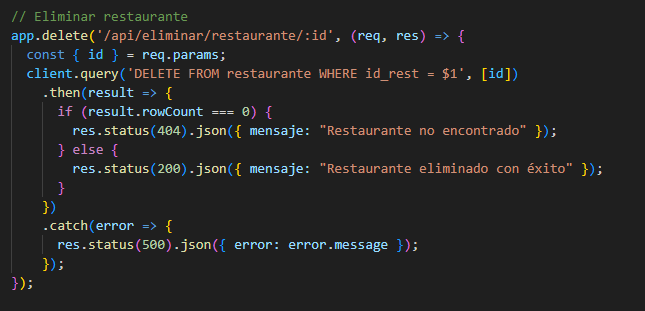 // Eliminar restaurante
app.delete('/api/eliminar/restaurante/:id', (req, res) => {
  const { id } = req.params;
  client.query('DELETE FROM restaurante WHERE id_rest = $1', [id])
    .then(result => {
      if (result.rowCount === 0) {
        res.status(404).json({ mensaje: "Restaurante no encontrado" });
      } else {
        res.status(200).json({ mensaje: "Restaurante eliminado con éxito" });
      }
    })
    .catch(error => {
      res.status(500).json({ error: error.message });
    });
});